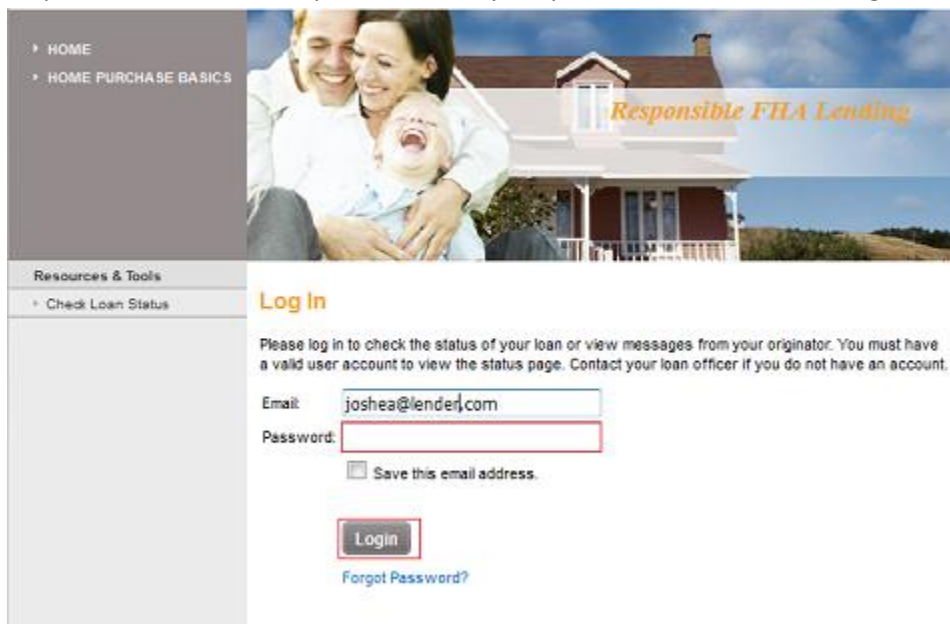 HOME
HOME PURCHASE BASICS
Responsible FHA Lending
Resources & Tools
Check Loan Status
Log In
Please log in to check the status of your loan or view messages from your originator. You must have
a valid user account to view the status page. Contact your loan officer if you do not have an account.
Email: joshea@lender.com
Password:
Save this email address.
Login
Forgot Password?